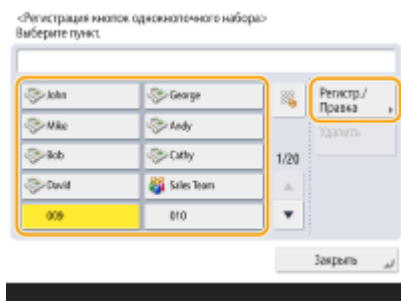 <Регистрация кнопок однокнопочного набора>
Выберите пункт.
John George
Mike Andy
Bob Cathy
David Sales Team
009 010
Регистр./
Правка
Удалить
1/20
Закрыть